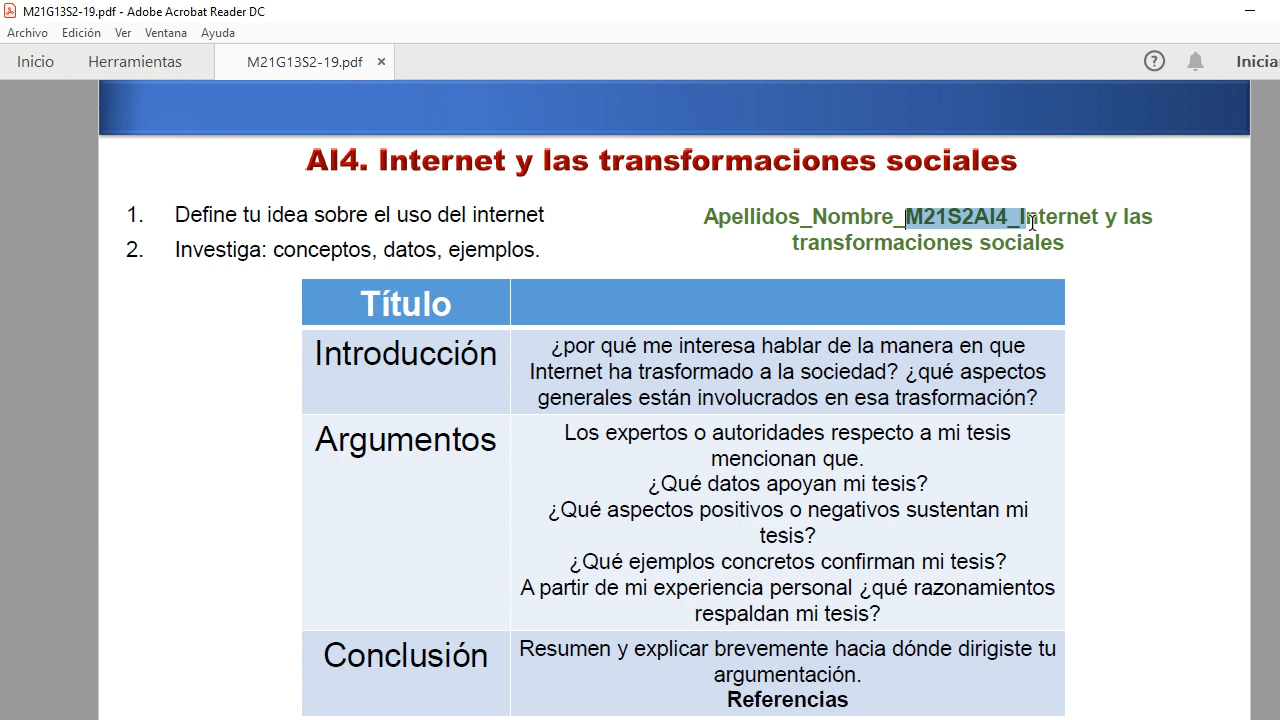 M21G13S2-19.pdf - Adobe Acrobat Reader DC
Archivo Edición Ver Ventana Ayuda
Inicio Herramientas M21G13S2-19.pdf × ? Inicia
AI4. Internet y las transformaciones sociales
1. Define tu idea sobre el uso del internet
2. Investiga: conceptos, datos, ejemplos.
Apellidos_Nombre_M21S2AI4_Internet y las
transformaciones sociales
Título
Introducción
¿por qué me interesa hablar de la manera en que
Internet ha trasformado a la sociedad? ¿qué aspectos
generales están involucrados en esa trasformación?
Argumentos
Los expertos o autoridades respecto a mi tesis
mencionan que.
¿Qué datos apoyan mi tesis?
¿Qué aspectos positivos o negativos sustentan mi
tesis?
¿Qué ejemplos concretos confirman mi tesis?
A partir de mi experiencia personal ¿qué razonamientos
respaldan mi tesis?
Conclusión
Resumen y explicar brevemente hacia dónde dirigiste tu
argumentación.
Referencias